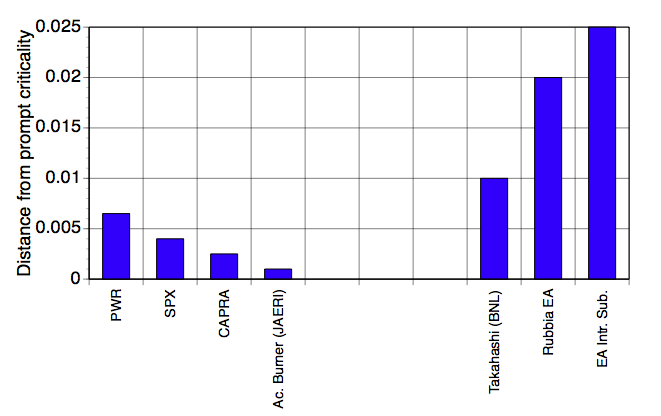 Distance from prompt criticality
0.025
0.02
0.015
0.01
0.005
0
PWR
SPX
CAPRA
Ac. Burner (JAERI)
Takahashi (BNL)
Rubbia EA
EA Intr. Sub.